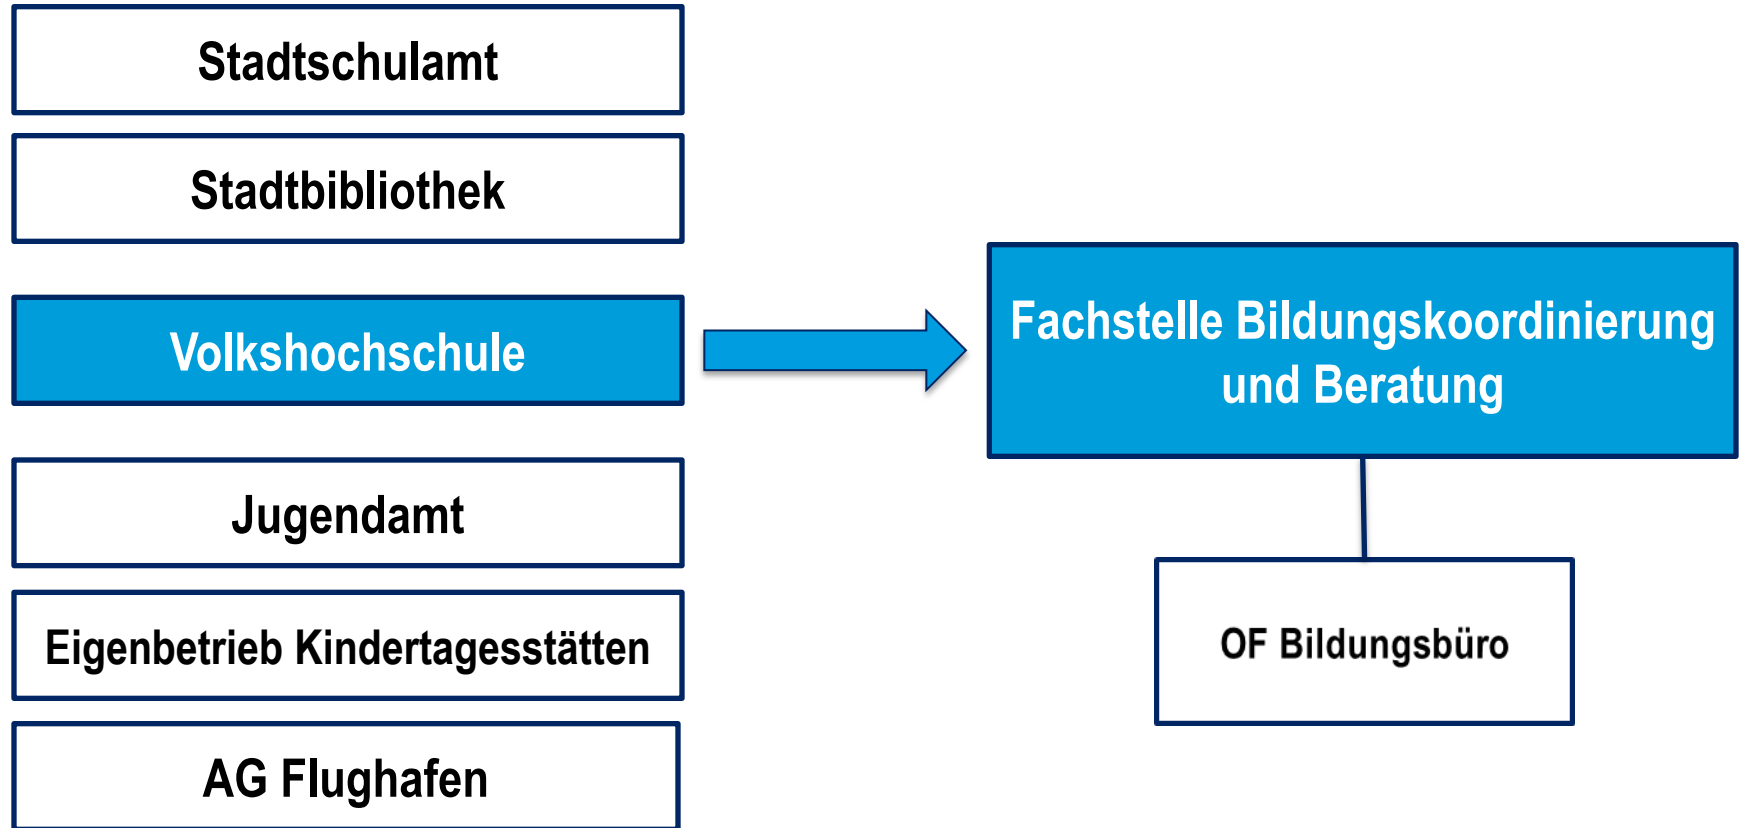 Stadtschulamt
Stadtbibliothek
Volkshochschule
Jugendamt
Eigenbetrieb Kindertagesstätten
AG Flughafen
Fachstelle Bildungskoordinierung
und Beratung
OF Bildungsbüro